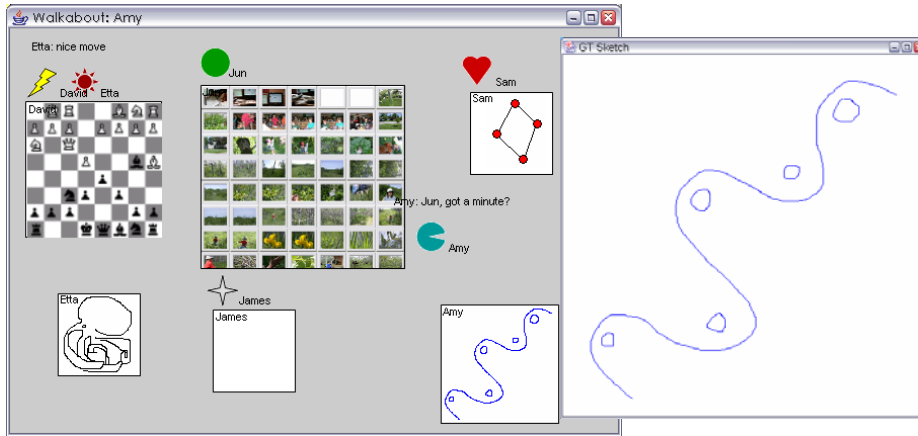 Walkabout: Amy
Etta: nice move
David
Etta
David
Jun
Jun
Sam
Sam
Amy: Jun, got a minute?
Amy
Etta
James
James
Amy
GT Sketch